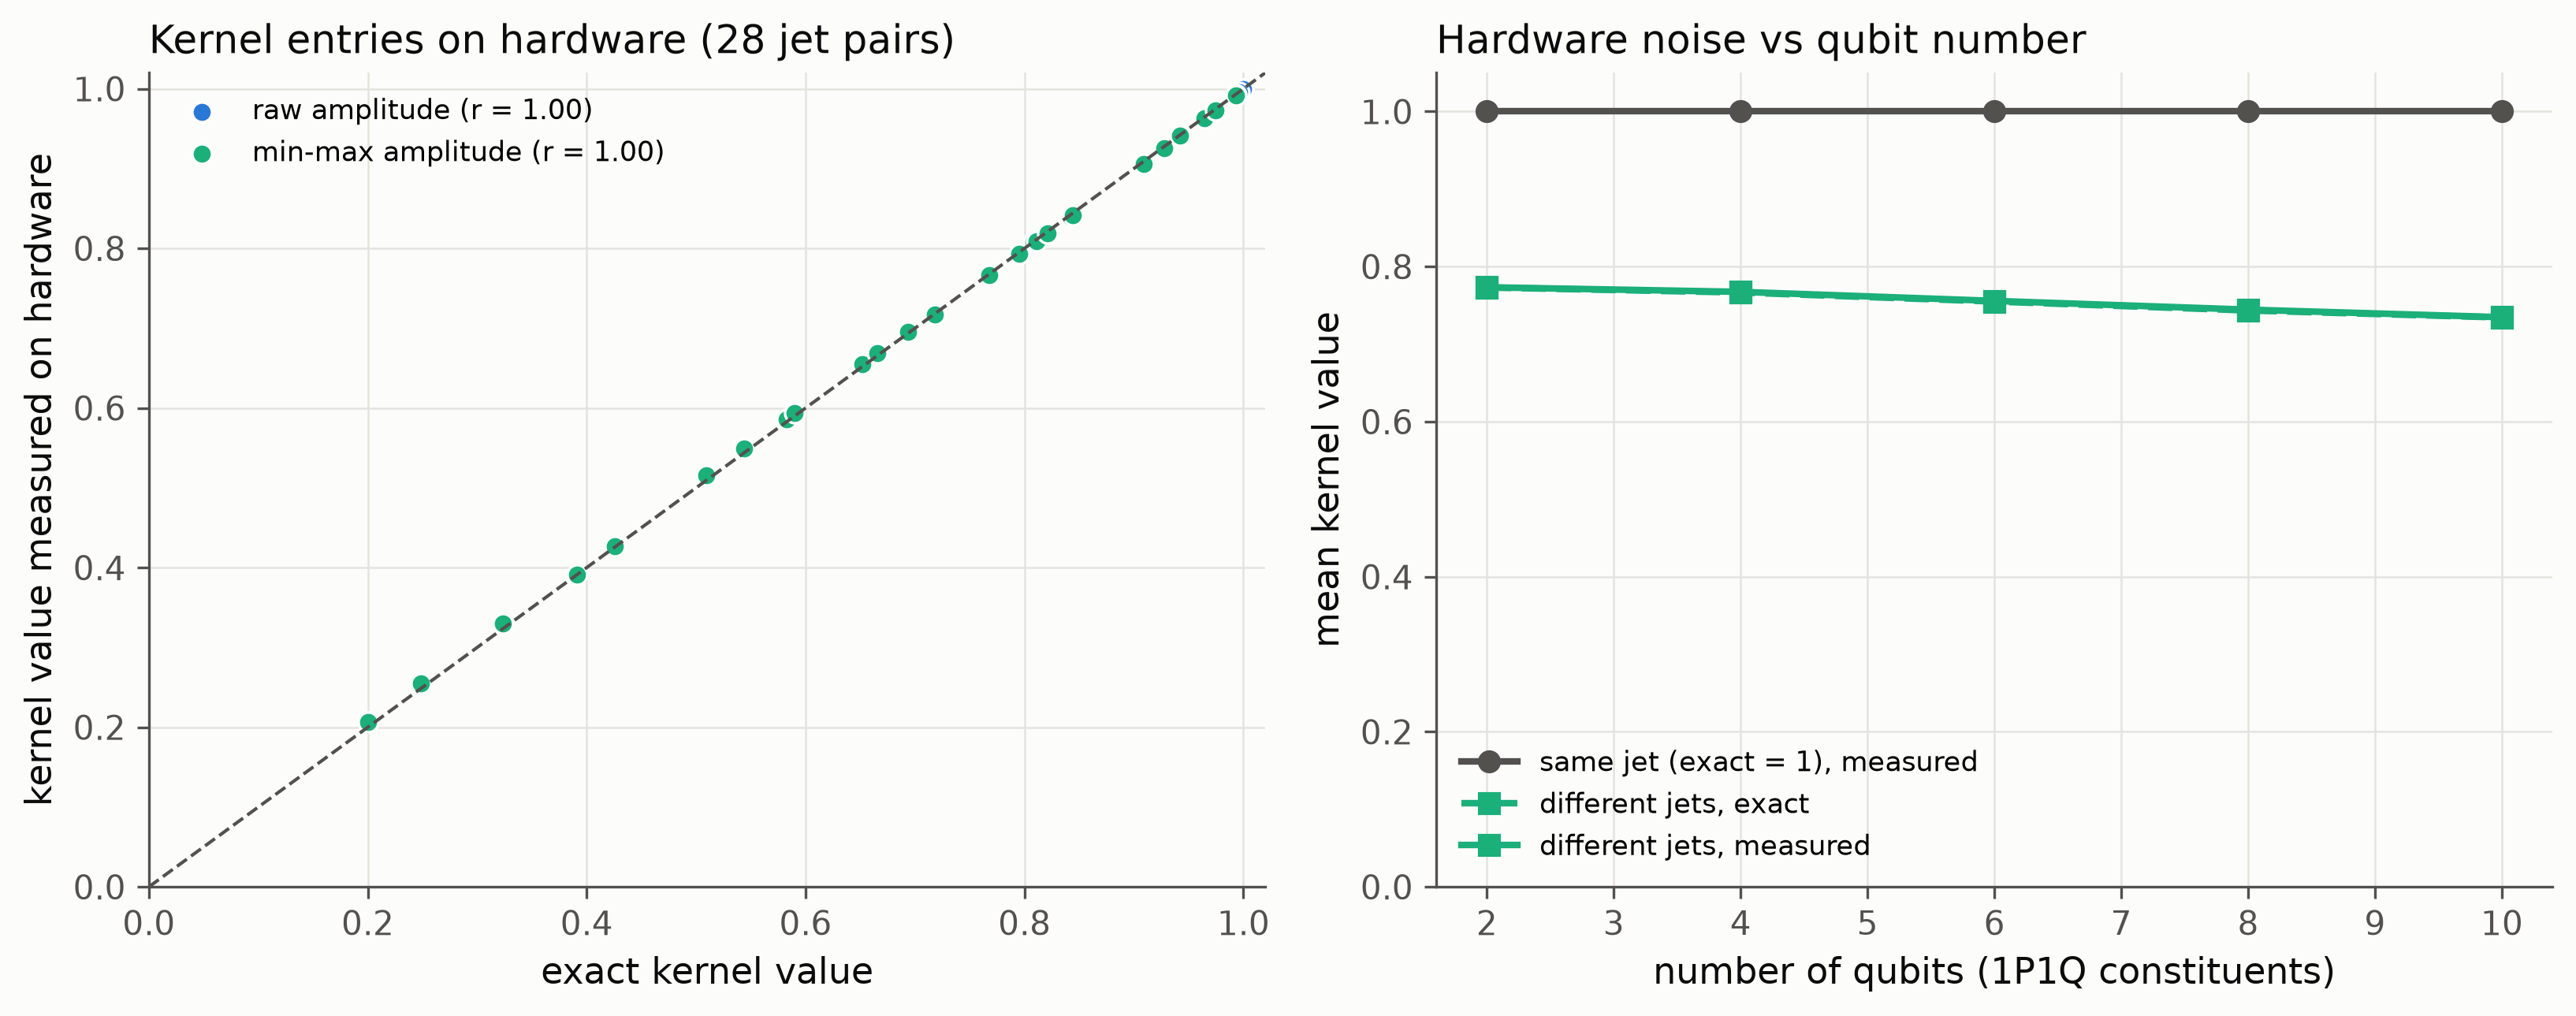 Kernel entries on hardware (28 jet pairs)
kernel value measured on hardware
1.0
0.8
0.6
0.4
0.2
0.0
raw amplitude (r = 1.00)
min-max amplitude (r = 1.00)
0.0 0.2 0.4 0.6 0.8 1.0
exact kernel value
Hardware noise vs qubit number
mean kernel value
1.0
0.8
0.6
0.4
0.2
0.0
same jet (exact = 1), measured
different jets, exact
different jets, measured
2 3 4 5 6 7 8 9 10
number of qubits (1P1Q constituents)